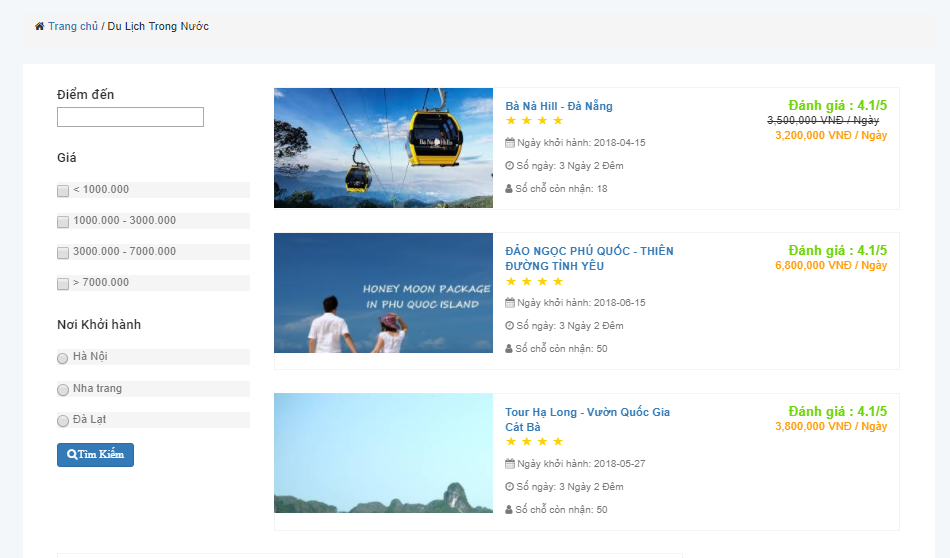 Trang chủ / Du Lịch Trong Nước
Điểm đến
Giá
< 1000.000
1000.000 - 3000.000
3000.000 - 7000.000
> 7000.000
Nơi Khởi hành
Hà Nội
Nha trang
Đà Lạt
Tìm Kiếm
Bà Nà Hills
Bà Nà Hill - Đà Nẵng
★ ★ ★ ★
Ngày khởi hành: 2018-04-15
Số ngày: 3 Ngày 2 Đêm
Số chỗ còn nhận: 18
Đánh giá : 4.1/5
3,500,000 VNĐ / Ngày
3,200,000 VNĐ / Ngày
HONEY MOON PACKAGE
IN PHU QUOC ISLAND
ĐẢO NGỌC PHÚ QUỐC - THIÊN
ĐƯỜNG TÌNH YÊU
★ ★ ★ ★
Ngày khởi hành: 2018-06-15
Số ngày: 3 Ngày 2 Đêm
Số chỗ còn nhận: 50
Đánh giá : 4.1/5
6,800,000 VNĐ / Ngày
Tour Hạ Long - Vườn Quốc Gia
Cát Bà
★ ★ ★ ★
Ngày khởi hành: 2018-05-27
Số ngày: 3 Ngày 2 Đêm
Số chỗ còn nhận: 50
Đánh giá : 4.1/5
3,800,000 VNĐ / Ngày